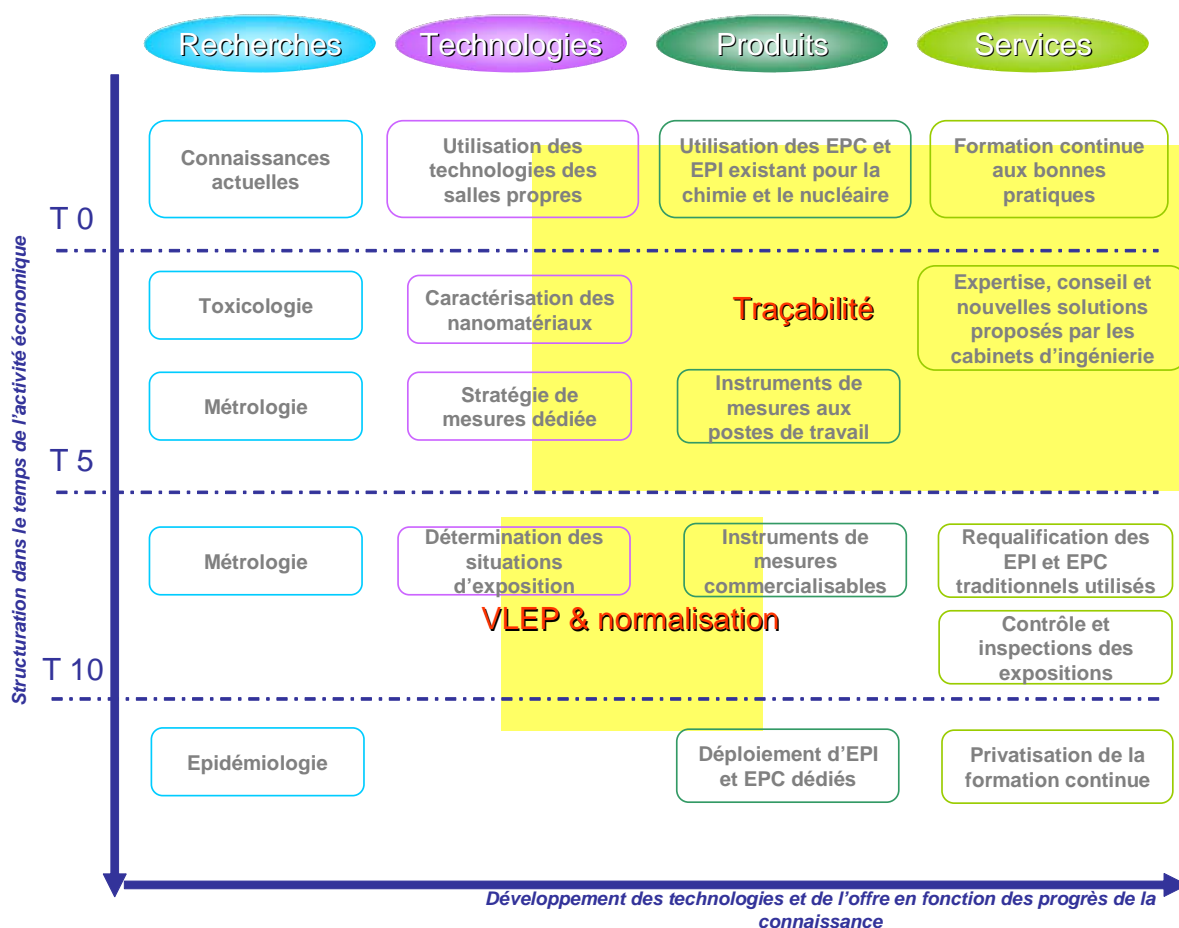 Recherches
Technologies
Produits
Services
Structuration dans le temps de l'activité économique
T 0
Connaissances
actuelles
Utilisation des
technologies des
salles propres
Utilisation des EPC et
EPI existant pour la
chimie et le nucléaire
Formation continue
aux bonnes
pratiques
Toxicologie
Caractérisation des
nanomatériaux
Traçabilité
Expertise, conseil et
nouvelles solutions
proposés par les
cabinets d'ingénierie
Métrologie
Stratégie de
mesures dédiée
Instruments de
mesures aux
postes de travail
T 5
Métrologie
Détermination des
situations
d'exposition
Instruments de
mesures
commercialisables
Requalification des
EPI et EPC
traditionnels utilisés
VLEP & normalisation
Contrôle et
inspections des
expositions
T 10
Epidémiologie
Déploiement d'EPI
et EPC dédiés
Privatisation de la
formation continue
Développement des technologies et de l'offre en fonction des progrès de la
connaissance